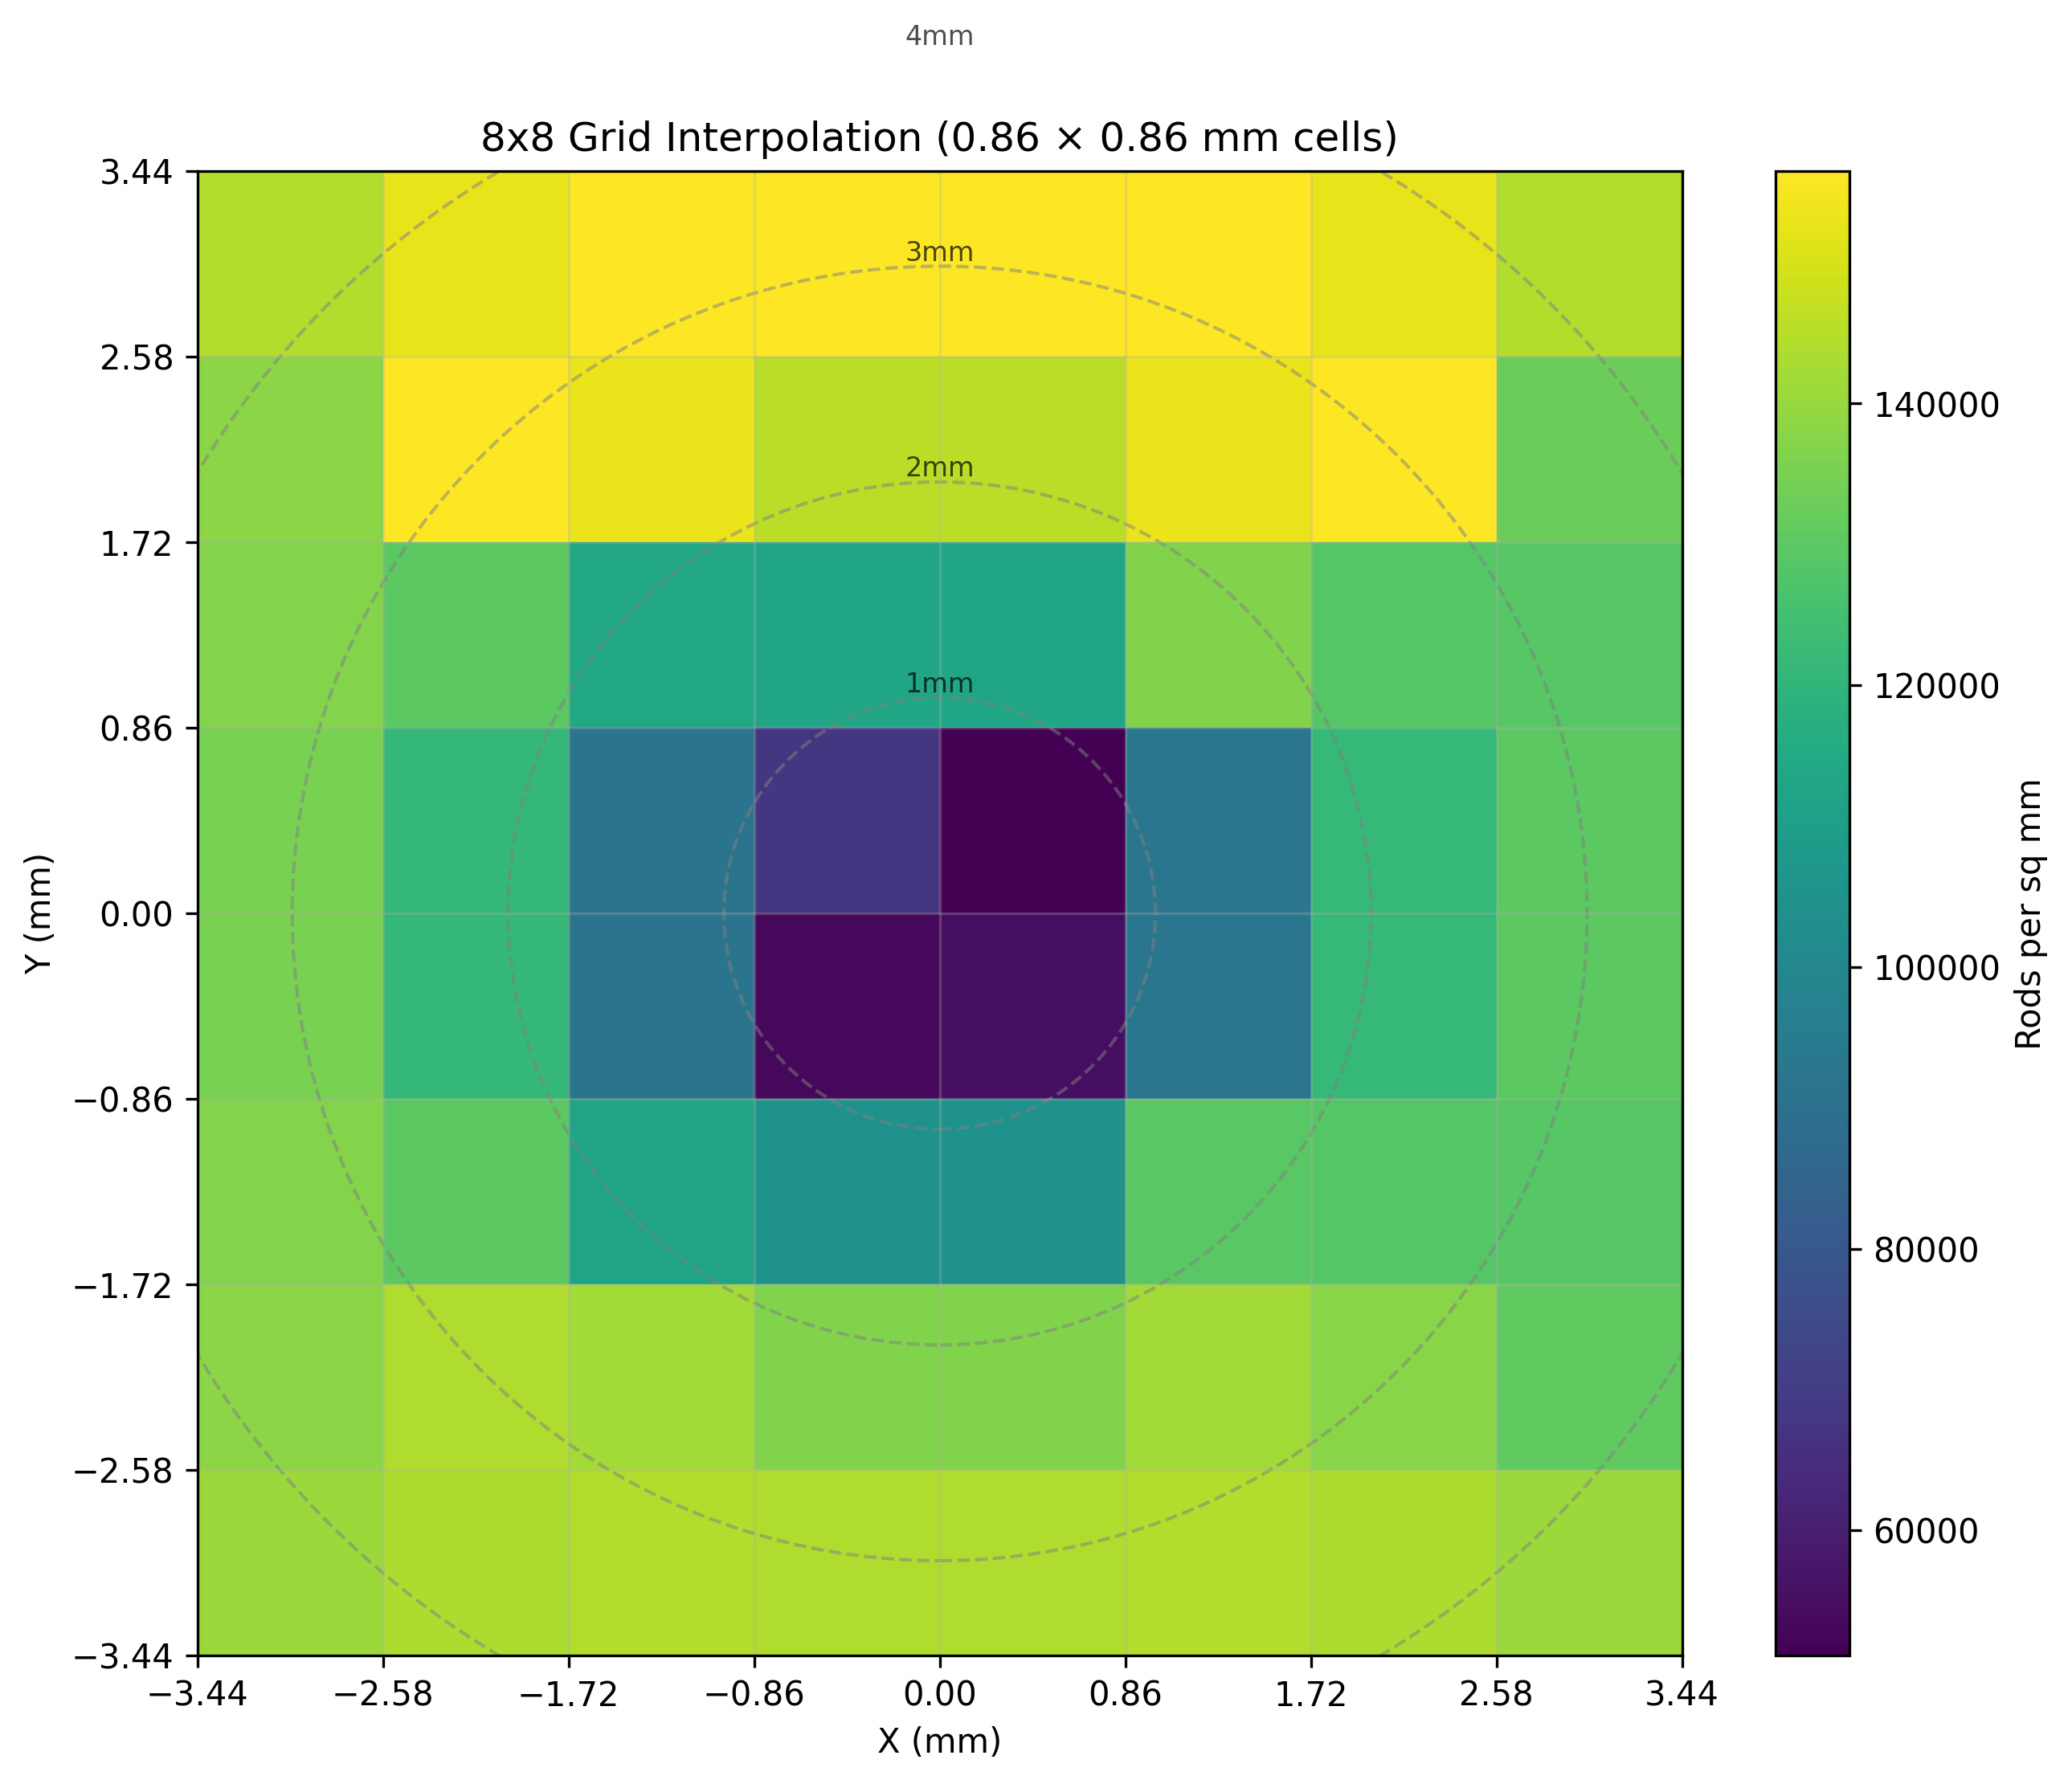 4mm
8x8 Grid Interpolation (0.86 × 0.86 mm cells)
3.44
2.58
1.72
0.86
0.00
−0.86
−1.72
−2.58
−3.44
Y (mm)
3mm
2mm
1mm
−3.44
−2.58
−1.72
−0.86
0.00
0.86
1.72
2.58
3.44
X (mm)
140000
120000
100000
80000
60000
Rods per sq mm